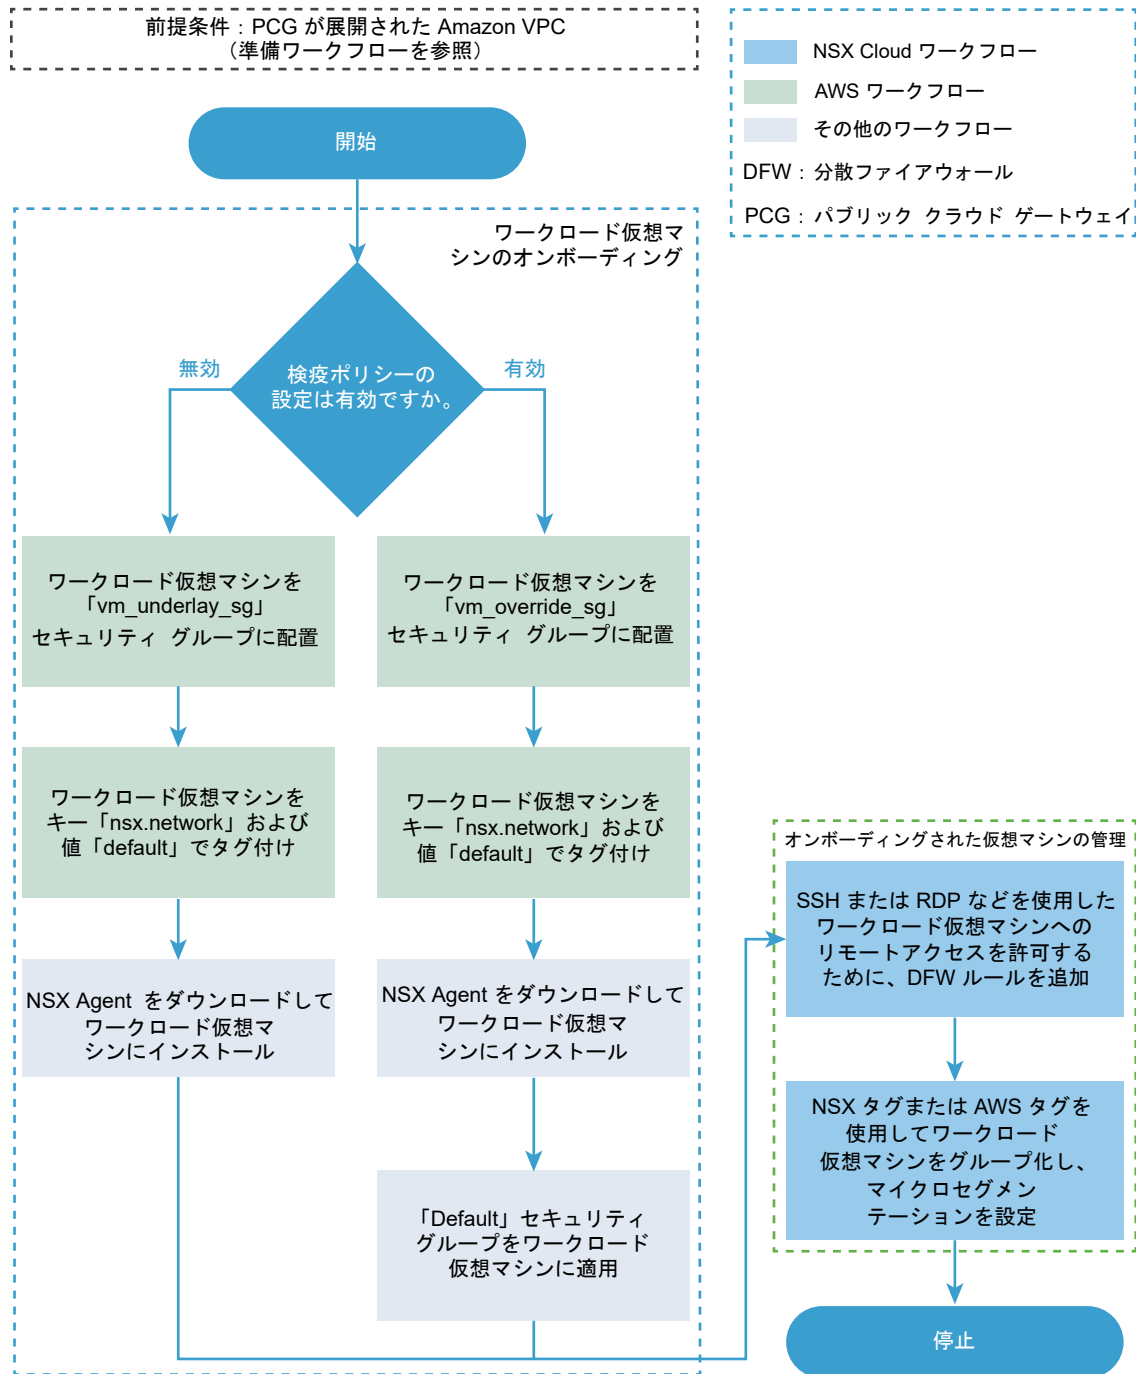 前提条件：PCG が展開された Amazon VPC
（準備ワークフローを参照）
NSX Cloud ワークフロー
AWS ワークフロー
その他のワークフロー
DFW：分散ファイアウォール
PCG：パブリック クラウド ゲートウェイ
開始
ワークロード仮想マ
シンのオンボーディング
検疫ポリシーの
設定は有効ですか。
無効
有効
ワークロード仮想マシンを
「vm_underlay_sg」
セキュリティ グループに配置
ワークロード仮想マシンを
キー「nsx.network」および
値「default」でタグ付け
NSX Agent をダウンロードして
ワークロード仮想マ
シンにインストール
ワークロード仮想マシンを
「vm_override_sg」
セキュリティ グループに配置
ワークロード仮想マシンを
キー「nsx.network」および
値「default」でタグ付け
NSX Agent をダウンロードして
ワークロード仮想マ
シンにインストール
「Default」セキュリティ
グループをワークロード
仮想マシンに適用
オンボーディングされた仮想マシンの管理
SSH または RDP などを使用した
ワークロード仮想マシンへの
リモートアクセスを許可する
ために、DFW ルールを追加
NSX タグまたは AWS タグを
使用してワークロード
仮想マシンをグループ化し、
マイクロセグメン
テーションを設定
停止